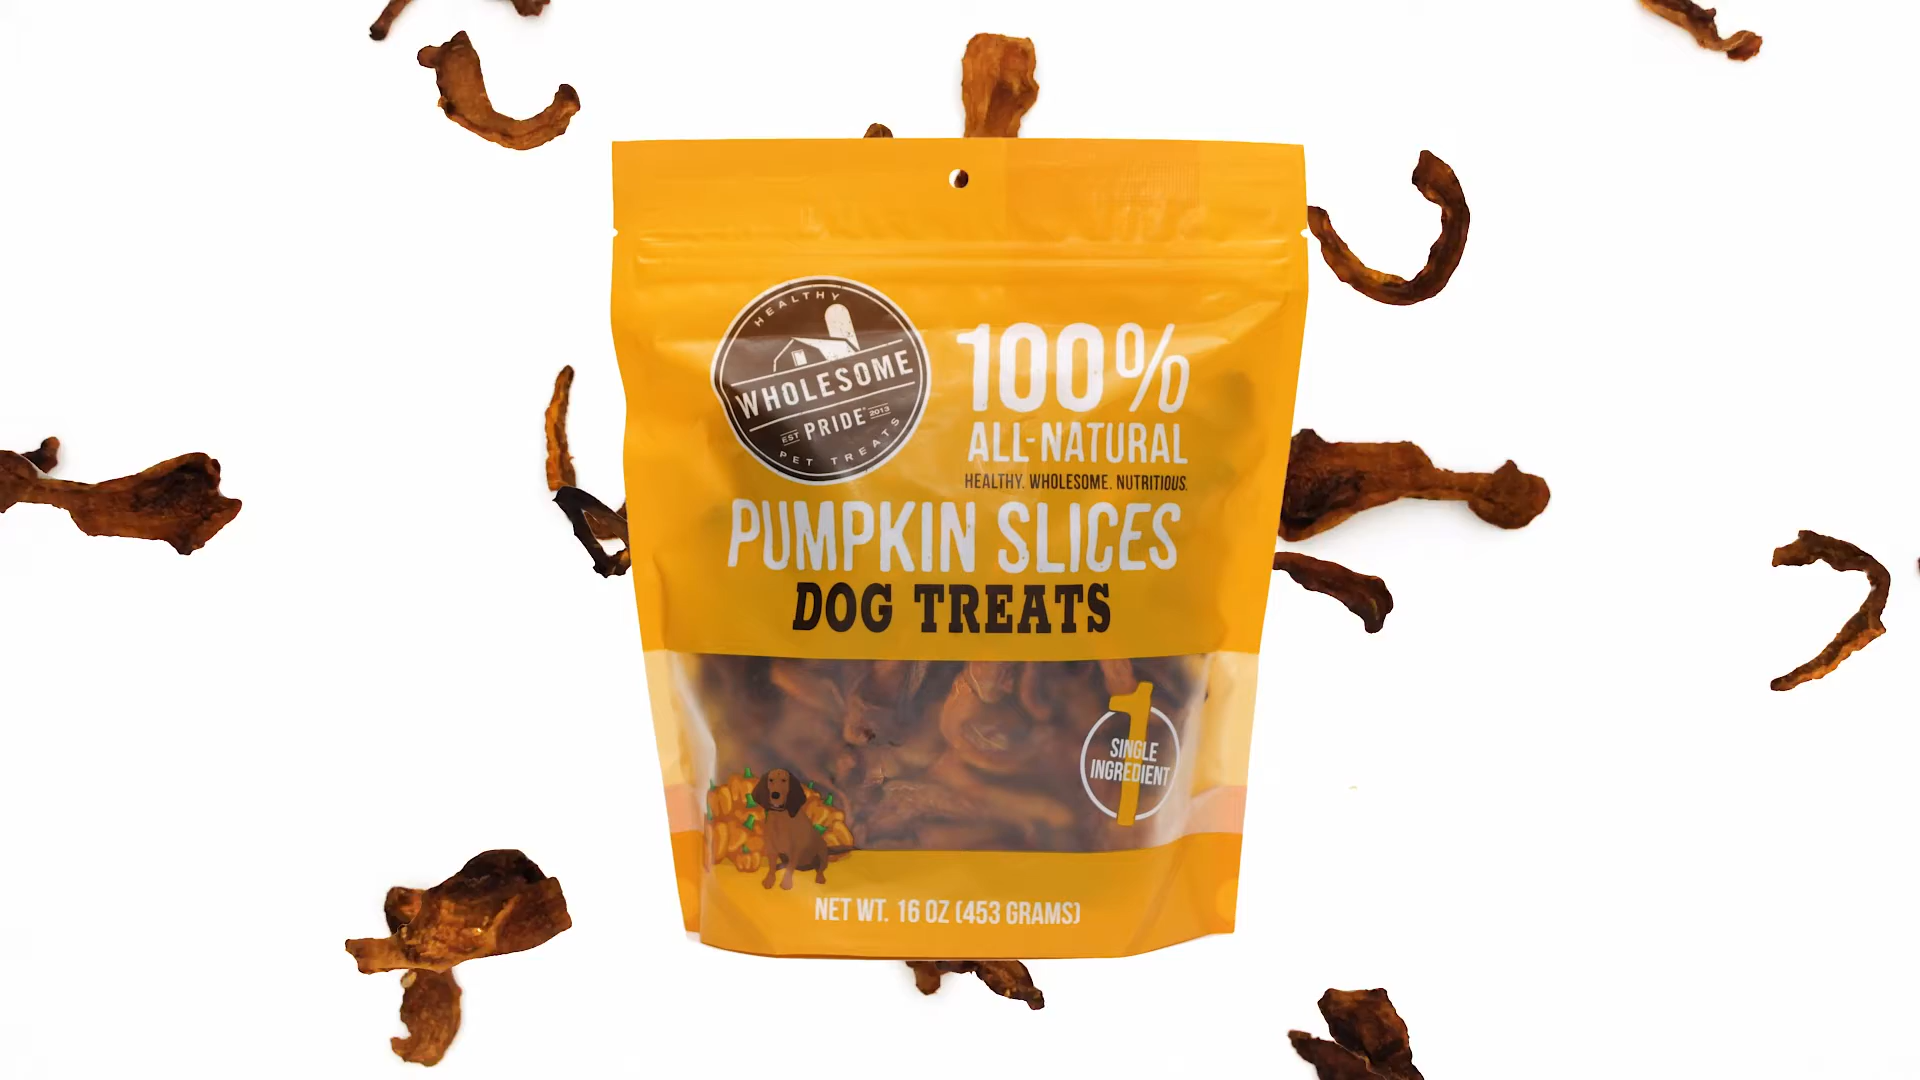 HEALTHY
WHOLESOME
EST PRIDE 2013
PET TREATS
100%
ALL-NATURAL
HEALTHY. WHOLESOME. NUTRITIOUS.
PUMPKIN SLICES
DOG TREATS
1
SINGLE
INGREDIENT
NET WT. 16 OZ (453 GRAMS)